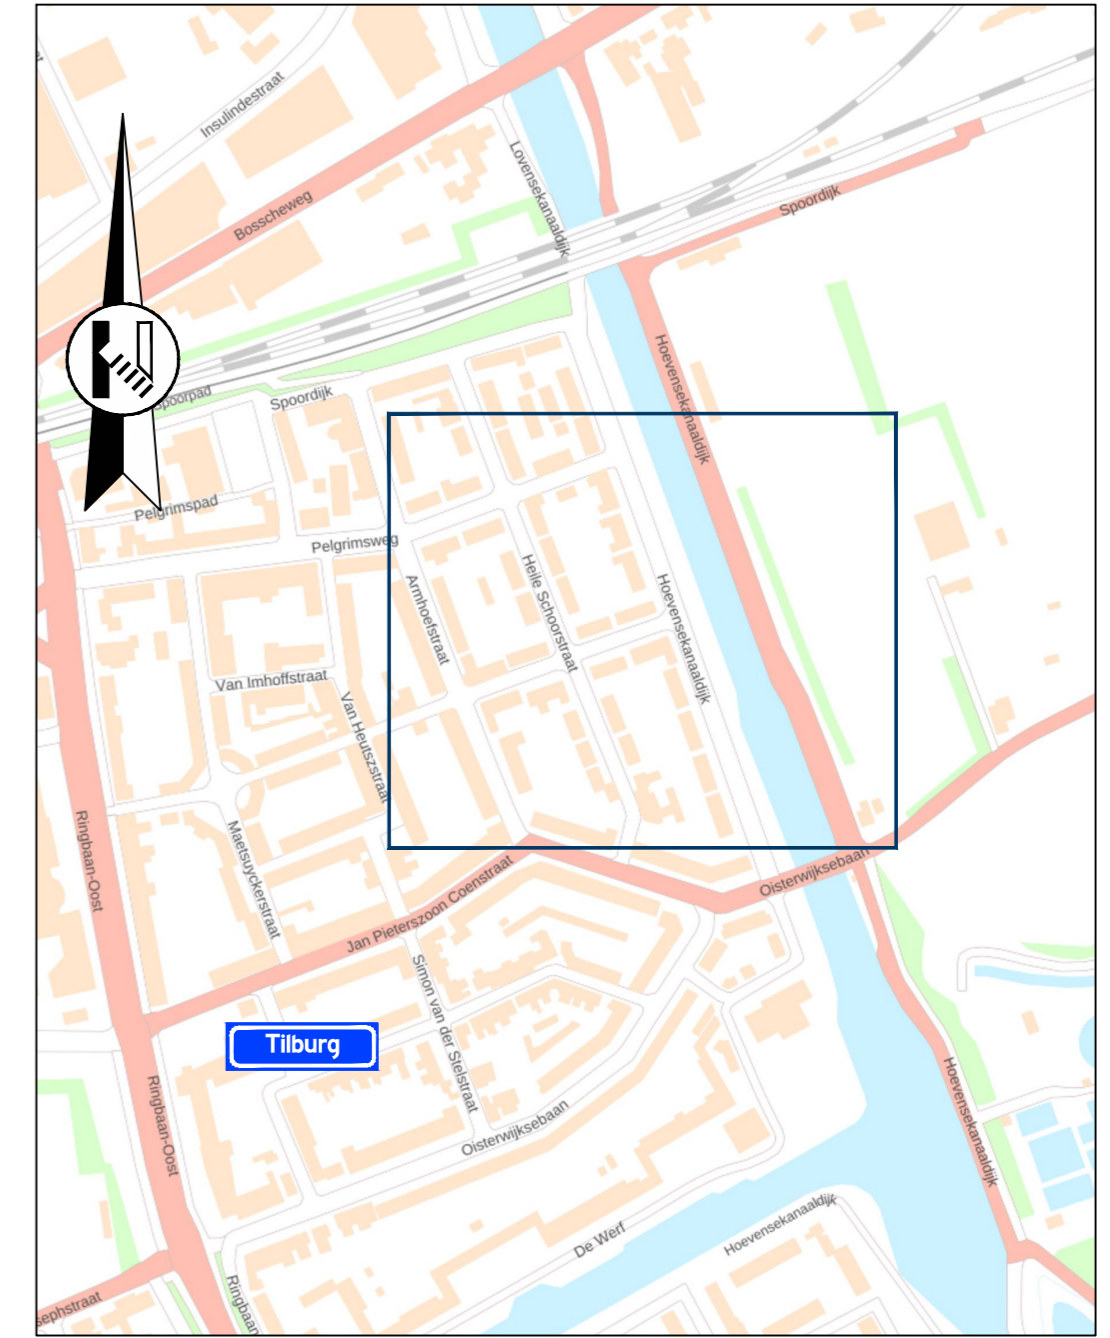 Insulindestraat
Lovensekanaaldijk
Bosscheweg
Spoordijk
Hoevensekanaaldijk
Spoorpad
Spoordijk
Pelgrimspad
Pelgrimsweg
Armhoefstraat
Heile Schoorstraat
Hoevensekanaaldijk
Van Imhoffstraat
Van Heutszstraat
Ringbaan-Oost
Maetsuyckerstraat
Jan Pieterszoon Coenstraat
Oisterwijksebaan
Simon van der Stelstraat
Tilburg
Ringbaan-Oost
Oisterwijksebaan
Hoevensekanaaldijk
De Werf
Hoevensekanaaldijk
Ringbaan
sephstraat